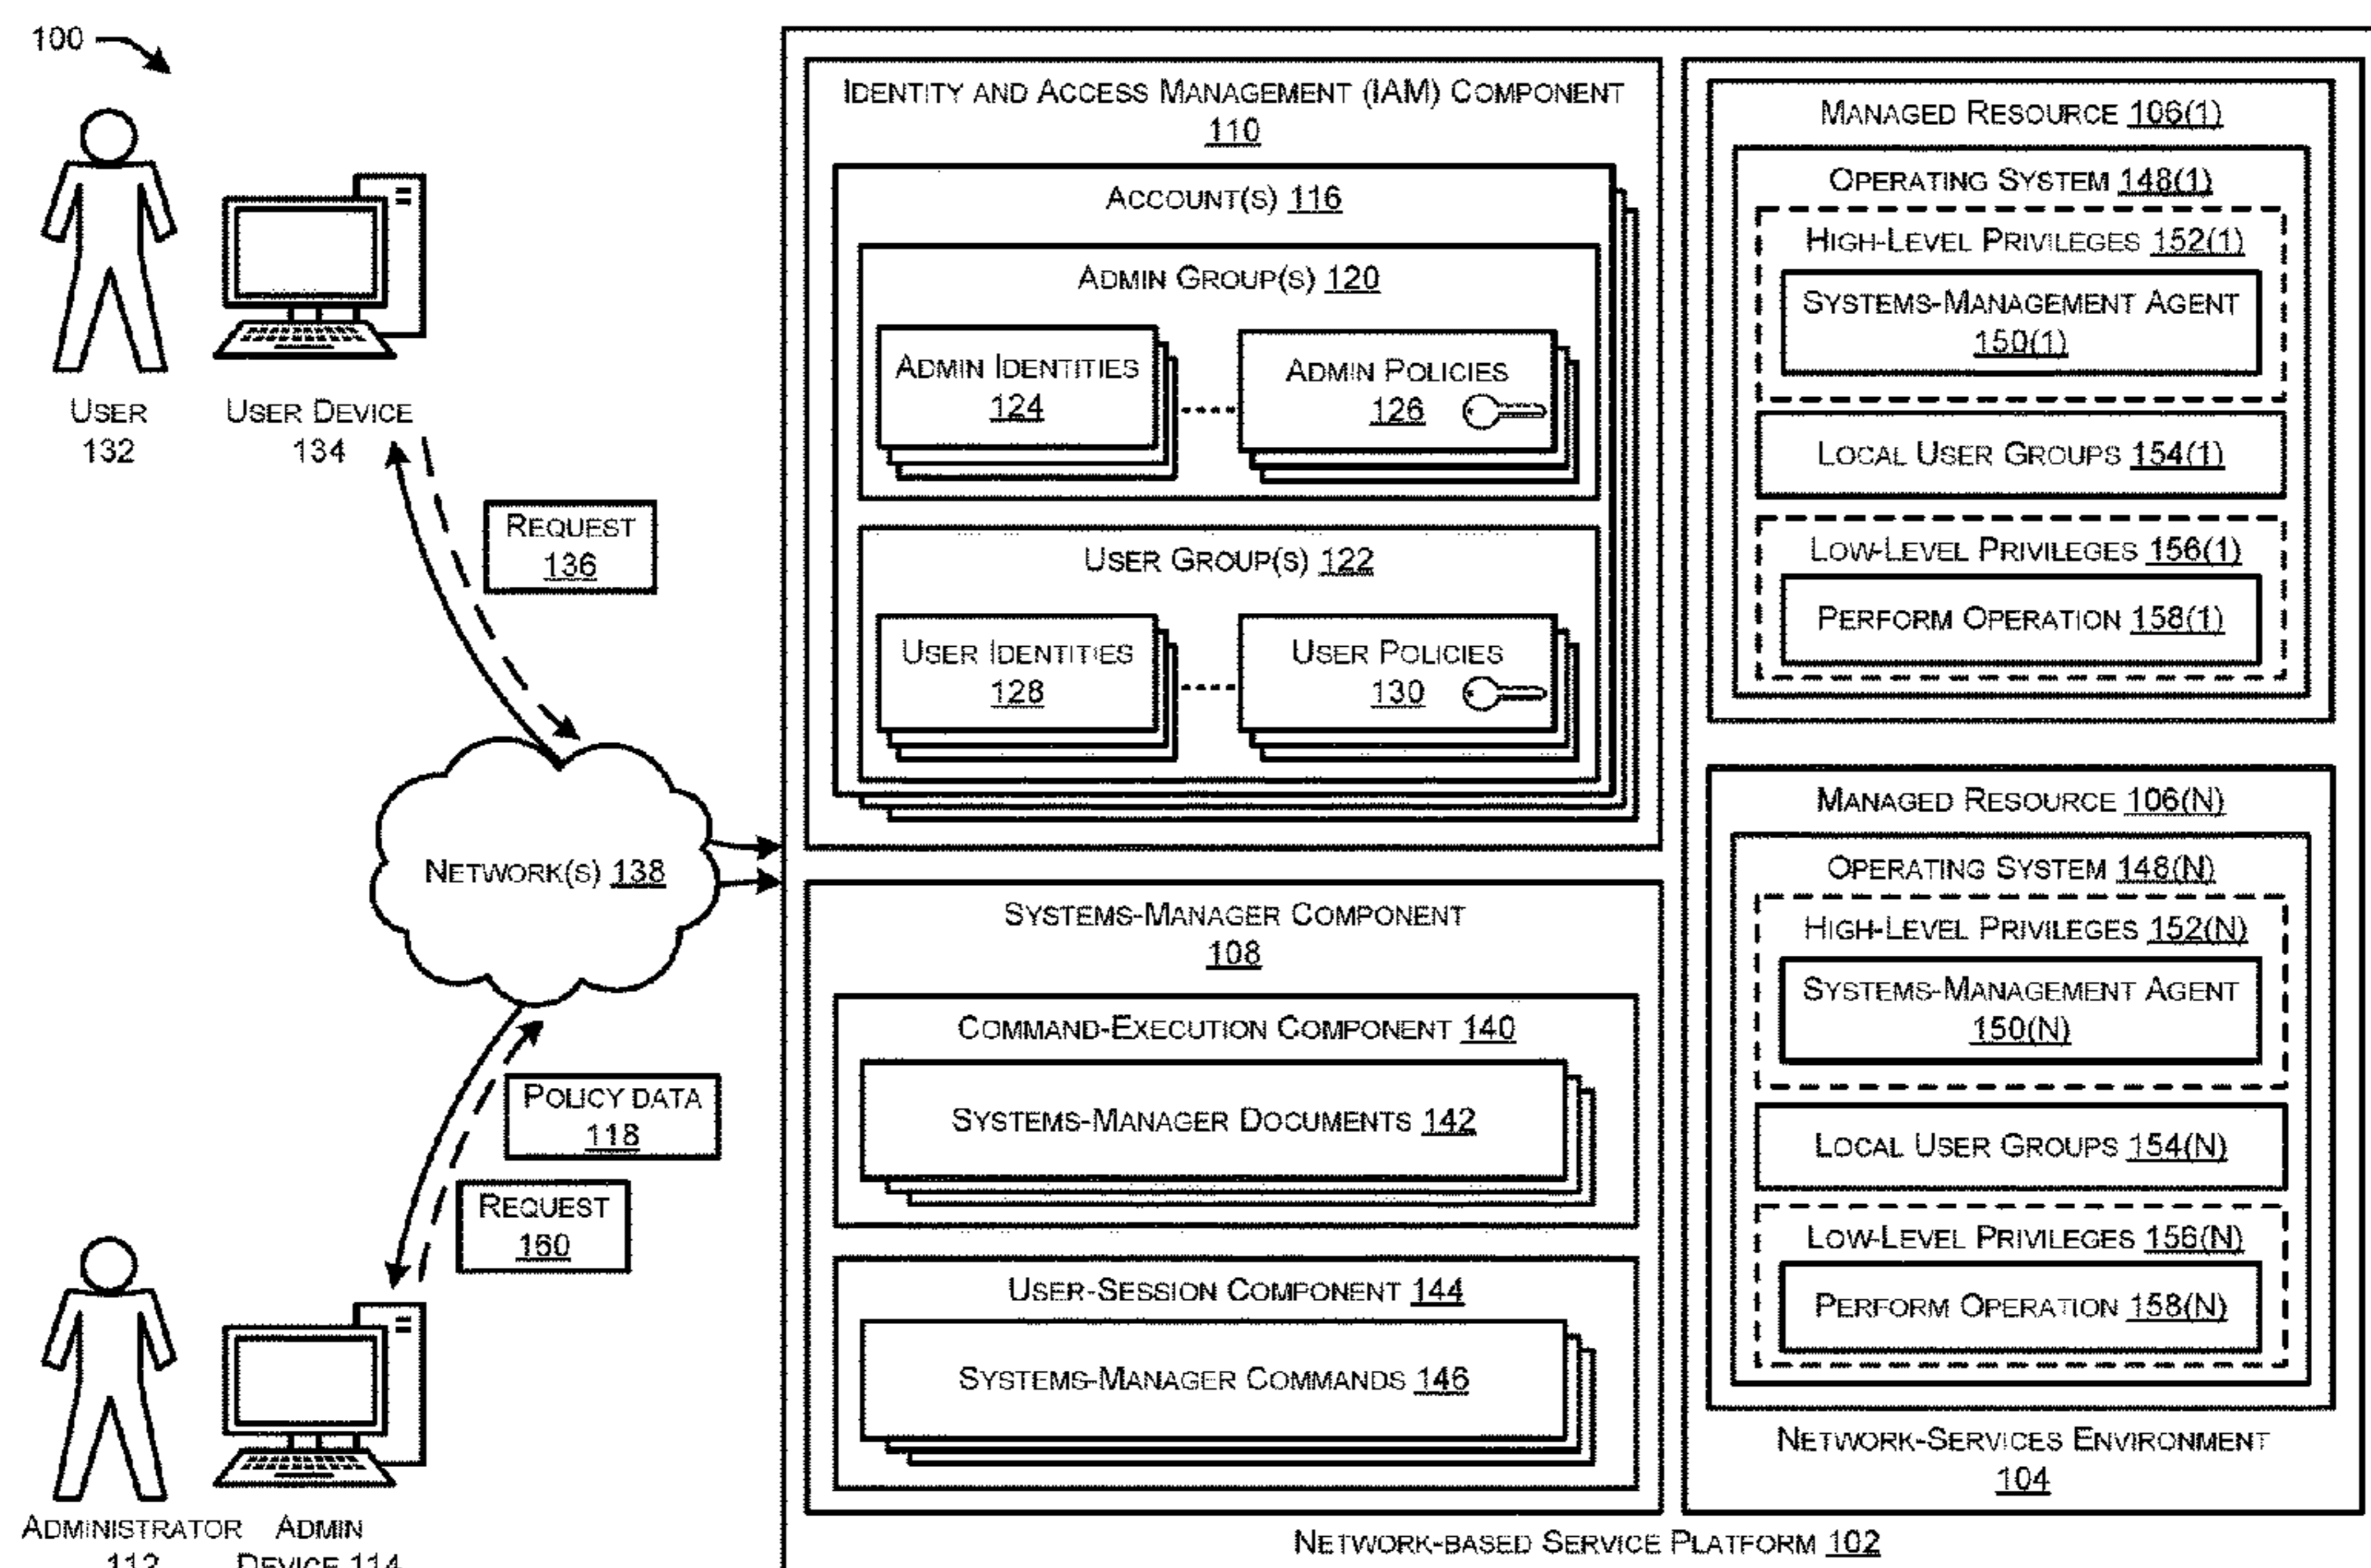 100
USER
132
USER DEVICE
134
REQUEST
136
NETWORK(S) 138
POLICY DATA
118
REQUEST
160
ADMINISTRATOR
112
ADMIN
DEVICE 114
IDENTITY AND ACCESS MANAGEMENT (IAM) COMPONENT
110
ACCOUNT(S) 116
ADMIN GROUP(S) 120
ADMIN IDENTITIES
124
ADMIN POLICIES
126
USER GROUP(S) 122
USER IDENTITIES
128
USER POLICIES
130
SYSTEMS-MANAGER COMPONENT
108
COMMAND-EXECUTION COMPONENT 140
SYSTEMS-MANAGER DOCUMENTS 142
USER-SESSION COMPONENT 144
SYSTEMS-MANAGER COMMANDS 146
MANAGED RESOURCE 106(1)
OPERATING SYSTEM 148(1)
HIGH-LEVEL PRIVILEGES 152(1)
SYSTEMS-MANAGEMENT AGENT
150(1)
LOCAL USER GROUPS 154(1)
LOW-LEVEL PRIVILEGES 156(1)
PERFORM OPERATION 158(1)
MANAGED RESOURCE 106(N)
OPERATING SYSTEM 148(N)
HIGH-LEVEL PRIVILEGES 152(N)
SYSTEMS-MANAGEMENT AGENT
150(N)
LOCAL USER GROUPS 154(N)
LOW-LEVEL PRIVILEGES 156(N)
PERFORM OPERATION 158(N)
NETWORK-SERVICES ENVIRONMENT
104
NETWORK-BASED SERVICE PLATFORM 102